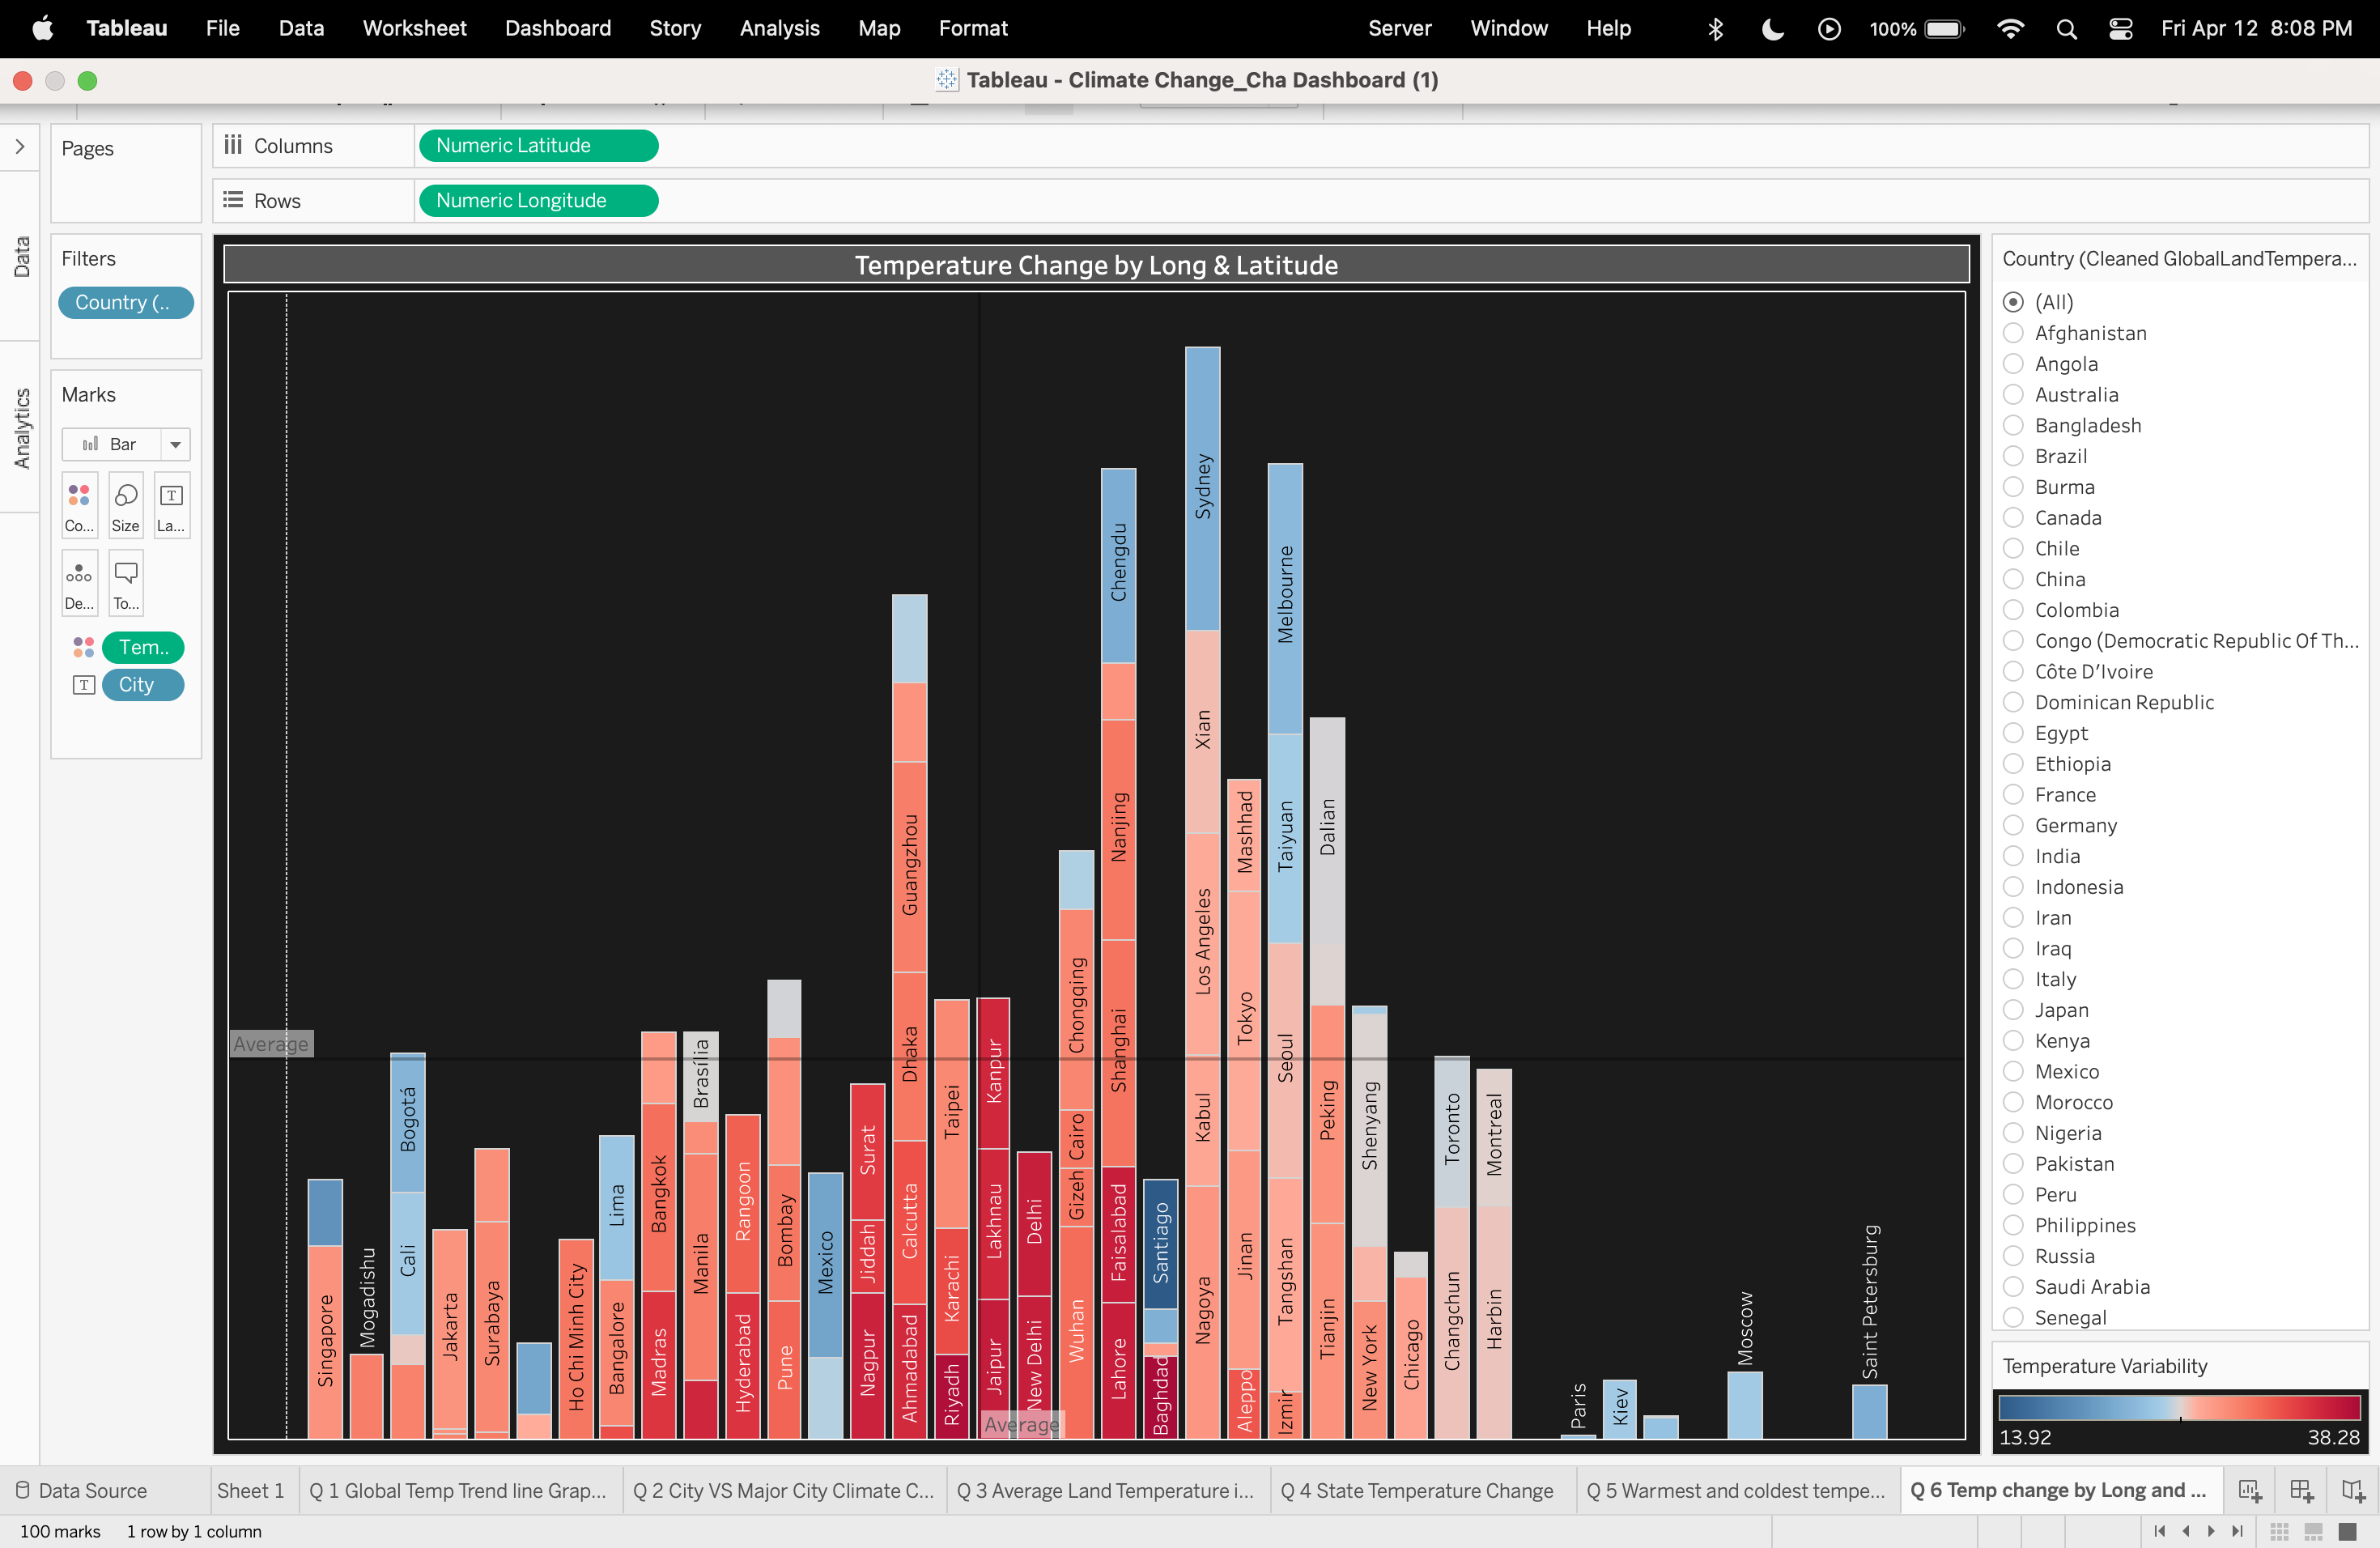 Tableau File Data Worksheet Dashboard Story Analysis Map Format Server Window Help 100% Fri Apr 12 8:08 PM
Tableau - Climate Change_Cha Dashboard (1)
Data
Analytics
Pages
Columns
Numeric Latitude
Rows
Numeric Longitude
Filters
Country (..
Marks
Bar
Co...
Size
La...
De...
To...
Tem..
City
Temperature Change by Long & Latitude
Average
Singapore
Mogadishu
Bogotá
Cali
Jakarta
Surabaya
Ho Chi Minh City
Lima
Bangalore
Bangkok
Madras
Brasília
Manila
Rangoon
Hyderabad
Bombay
Pune
Mexico
Surat
Jiddah
Nagpur
Guangzhou
Dhaka
Calcutta
Ahmadabad
Taipei
Karachi
Riyadh
Kanpur
Lakhnau
Jaipur
Delhi
New Delhi
Average
Chongqing
Cairo
Gizeh
Wuhan
Chengdu
Nanjing
Shanghai
Faisalabad
Lahore
Santiago
Baghdad
Sydney
Xian
Los Angeles
Kabul
Nagoya
Mashhad
Tokyo
Jinan
Aleppo
Melbourne
Taiyuan
Seoul
Tangshan
Izmir
Dalian
Peking
Tianjin
Shenyang
New York
Chicago
Toronto
Changchun
Montreal
Harbin
Paris
Kiev
Moscow
Saint Petersburg
Country (Cleaned GlobalLandTempera...
(All)
Afghanistan
Angola
Australia
Bangladesh
Brazil
Burma
Canada
Chile
China
Colombia
Congo (Democratic Republic Of Th...
Côte D'Ivoire
Dominican Republic
Egypt
Ethiopia
France
Germany
India
Indonesia
Iran
Iraq
Italy
Japan
Kenya
Mexico
Morocco
Nigeria
Pakistan
Peru
Philippines
Russia
Saudi Arabia
Senegal
Temperature Variability
13.92 38.28
Data Source Sheet 1 Q 1 Global Temp Trend line Grap... Q 2 City VS Major City Climate C... Q 3 Average Land Temperature i... Q 4 State Temperature Change Q 5 Warmest and coldest tempe... Q 6 Temp change by Long and ...
100 marks 1 row by 1 column